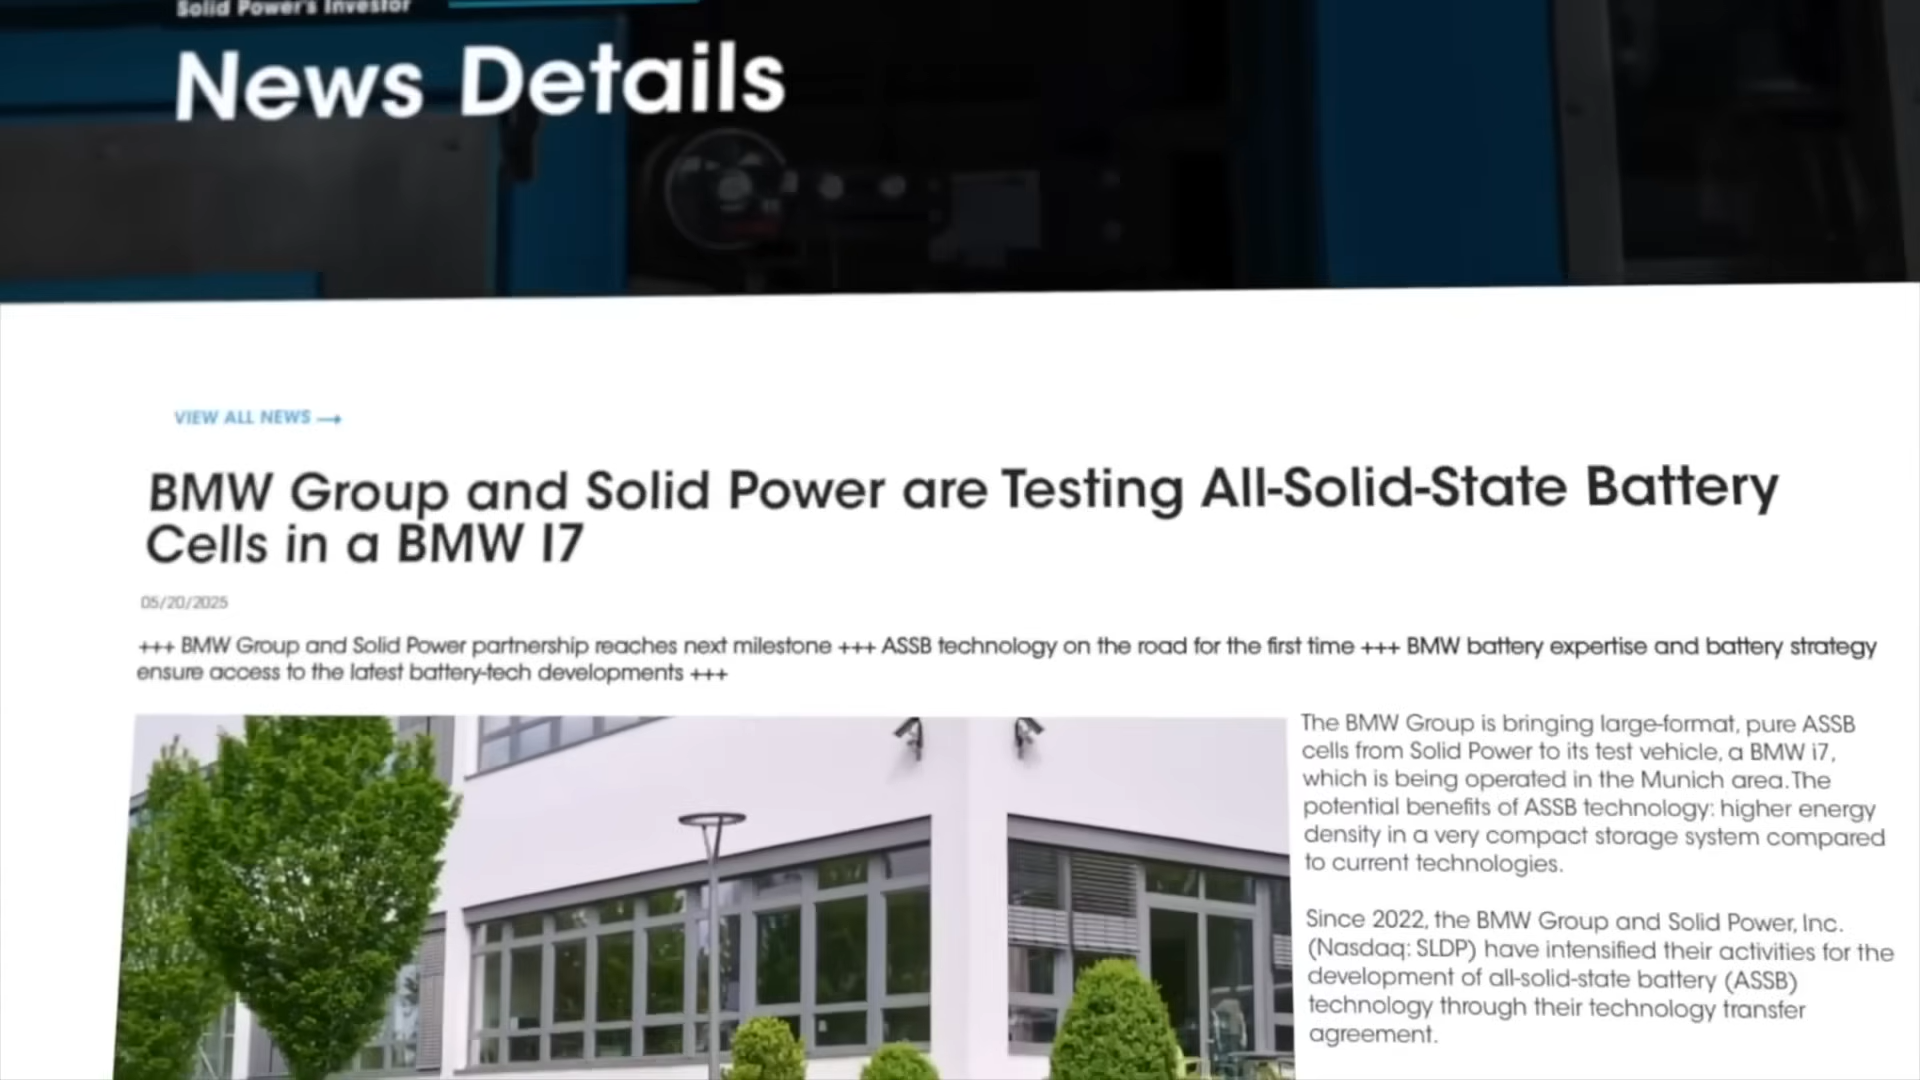 Solid Power's Investor
News Details
VIEW ALL NEWS →
BMW Group and Solid Power are Testing All-Solid-State Battery
Cells in a BMW I7
05/20/2025
+++ BMW Group and Solid Power partnership reaches next milestone +++ ASSB technology on the road for the first time +++ BMW battery expertise and battery strategy
ensure access to the latest battery-tech developments +++
The BMW Group is bringing large-format, pure ASSB
cells from Solid Power to its test vehicle, a BMW i7,
which is being operated in the Munich area. The
potential benefits of ASSB technology: higher energy
density in a very compact storage system compared
to current technologies.
Since 2022, the BMW Group and Solid Power, Inc.
(Nasdaq: SLDP) have intensified their activities for the
development of all-solid-state battery (ASSB)
technology through their technology transfer
agreement.